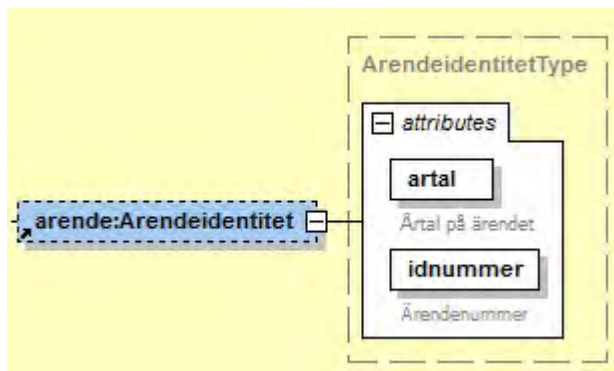 ArendeidentitetType
attributes
artal
Årtal på ärendet
arende:Arendeidentitet
idnummer
Ärendenummer